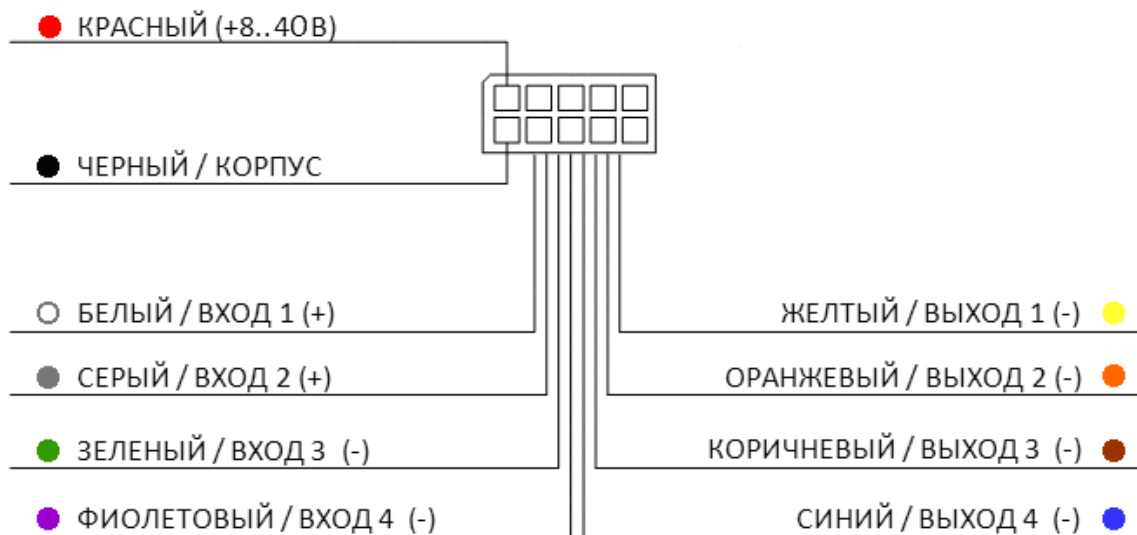 КРАСНЫЙ (+8..40В)
ЧЕРНЫЙ / КОРПУС
БЕЛЫЙ / ВХОД 1 (+)
ЖЕЛТЫЙ / ВЫХОД 1 (-)
СЕРЫЙ / ВХОД 2 (+)
ОРАНЖЕВЫЙ / ВЫХОД 2 (-)
ЗЕЛЕНЫЙ / ВХОД 3 (-)
КОРИЧНЕВЫЙ / ВЫХОД 3 (-)
ФИОЛЕТОВЫЙ / ВХОД 4 (-)
СИНИЙ / ВЫХОД 4 (-)